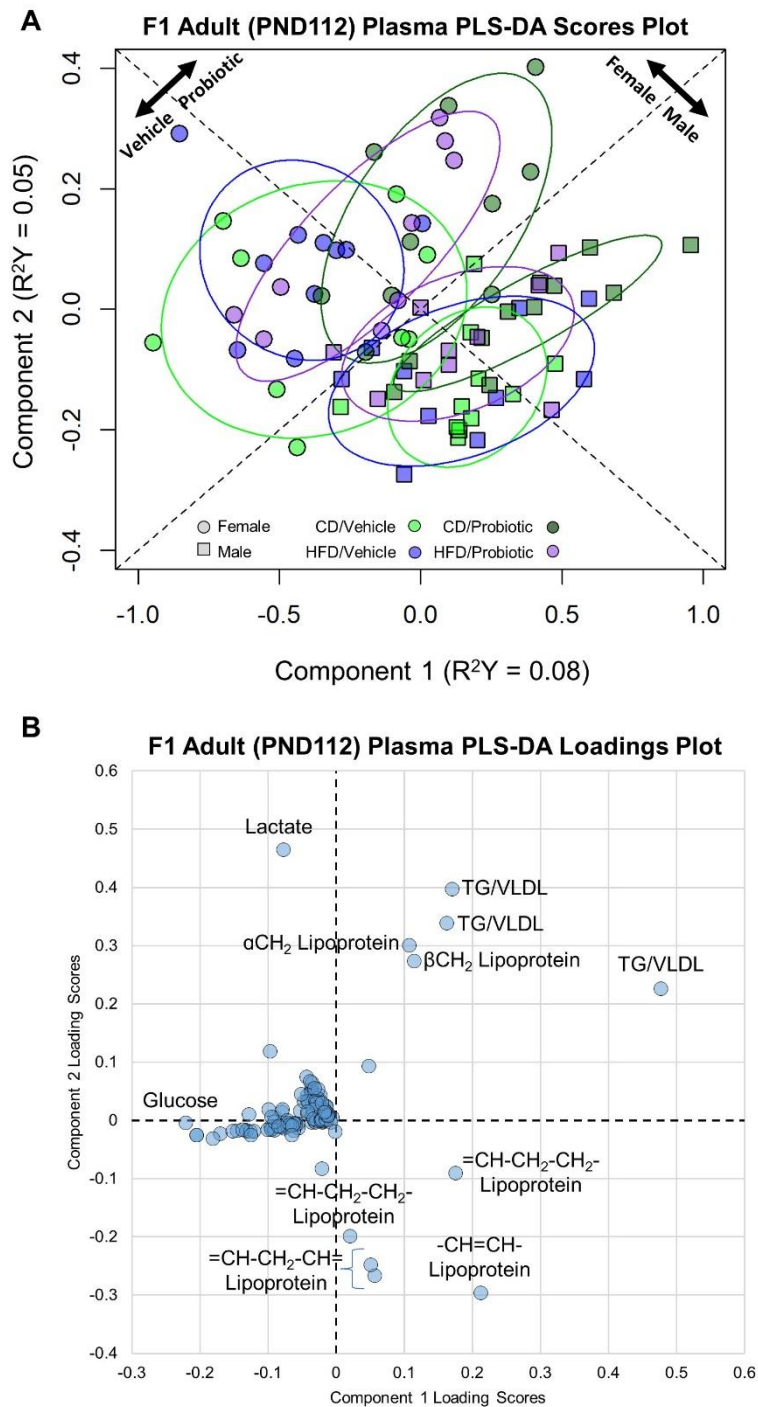 A
F1 Adult (PND112) Plasma PLS-DA Scores Plot
Vehicle Probiotic
Female Male
Component 2 (R²Y = 0.05)
0.4
0.2
0.0
-0.2
-0.4
Female CD/Vehicle CD/Probiotic
Male HFD/Vehicle HFD/Probiotic
-1.0 -0.5 0.0 0.5 1.0
Component 1 (R²Y = 0.08)
B
F1 Adult (PND112) Plasma PLS-DA Loadings Plot
Component 2 Loading Scores
0.6
0.5
0.4
0.3
0.2
0.1
0
-0.1
-0.2
-0.3
-0.4
Lactate
TG/VLDL
TG/VLDL
αCH₂ Lipoprotein
βCH₂ Lipoprotein
TG/VLDL
Glucose
=CH-CH₂-CH₂-
Lipoprotein
=CH-CH₂-CH₂-
Lipoprotein
=CH-CH₂-CH=
Lipoprotein
-CH=CH-
Lipoprotein
-0.3 -0.2 -0.1 0 0.1 0.2 0.3 0.4 0.5 0.6
Component 1 Loading Scores